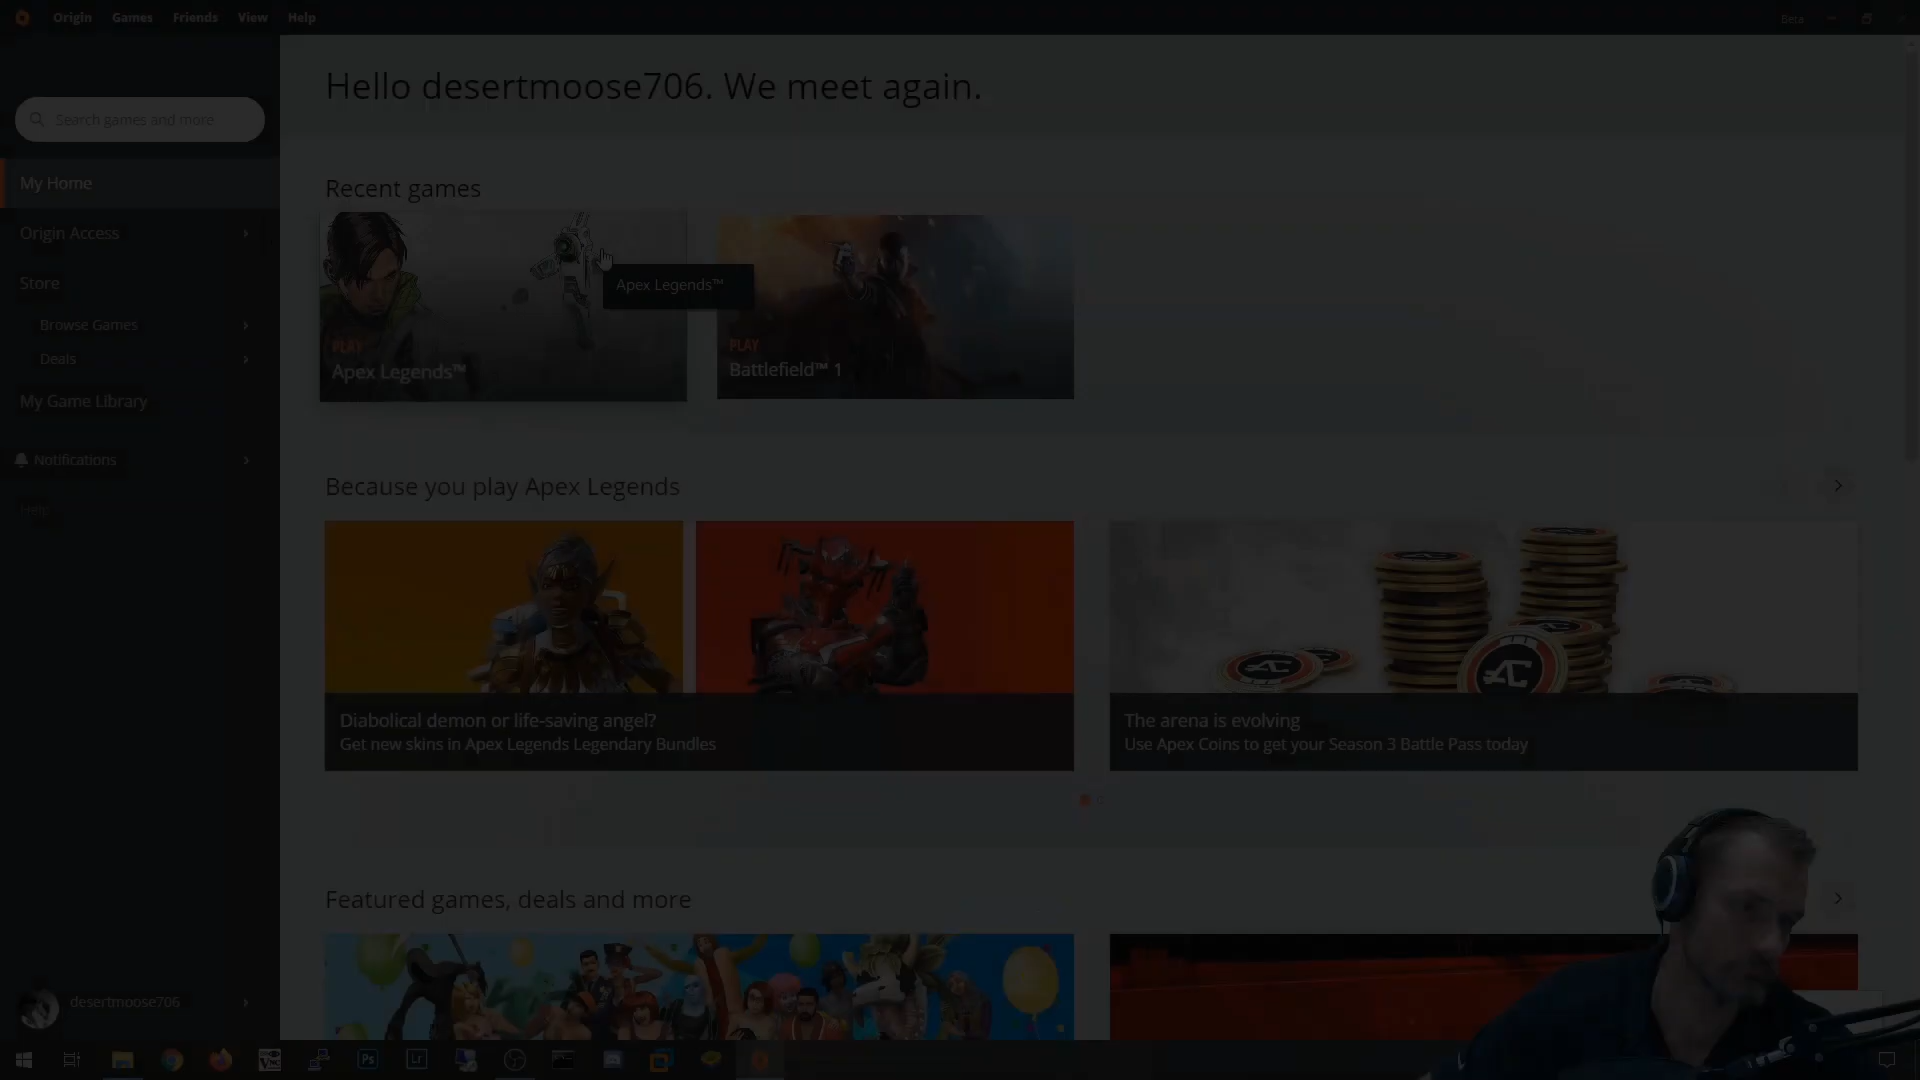 Origin Games Friends View Help
Beta
Hello desertmoose706. We meet again.
Search games and more
My Home
Origin Access
Store
Browse Games
Deals
My Game Library
Notifications
Help
Recent games
Apex Legends™
PLAY
Apex Legends™
PLAY
Battlefield™ 1
Because you play Apex Legends
Diabolical demon or life-saving angel?
Get new skins in Apex Legends Legendary Bundles
The arena is evolving
Use Apex Coins to get your Season 3 Battle Pass today
Featured games, deals and more
desertmoose706
Ps
Lr